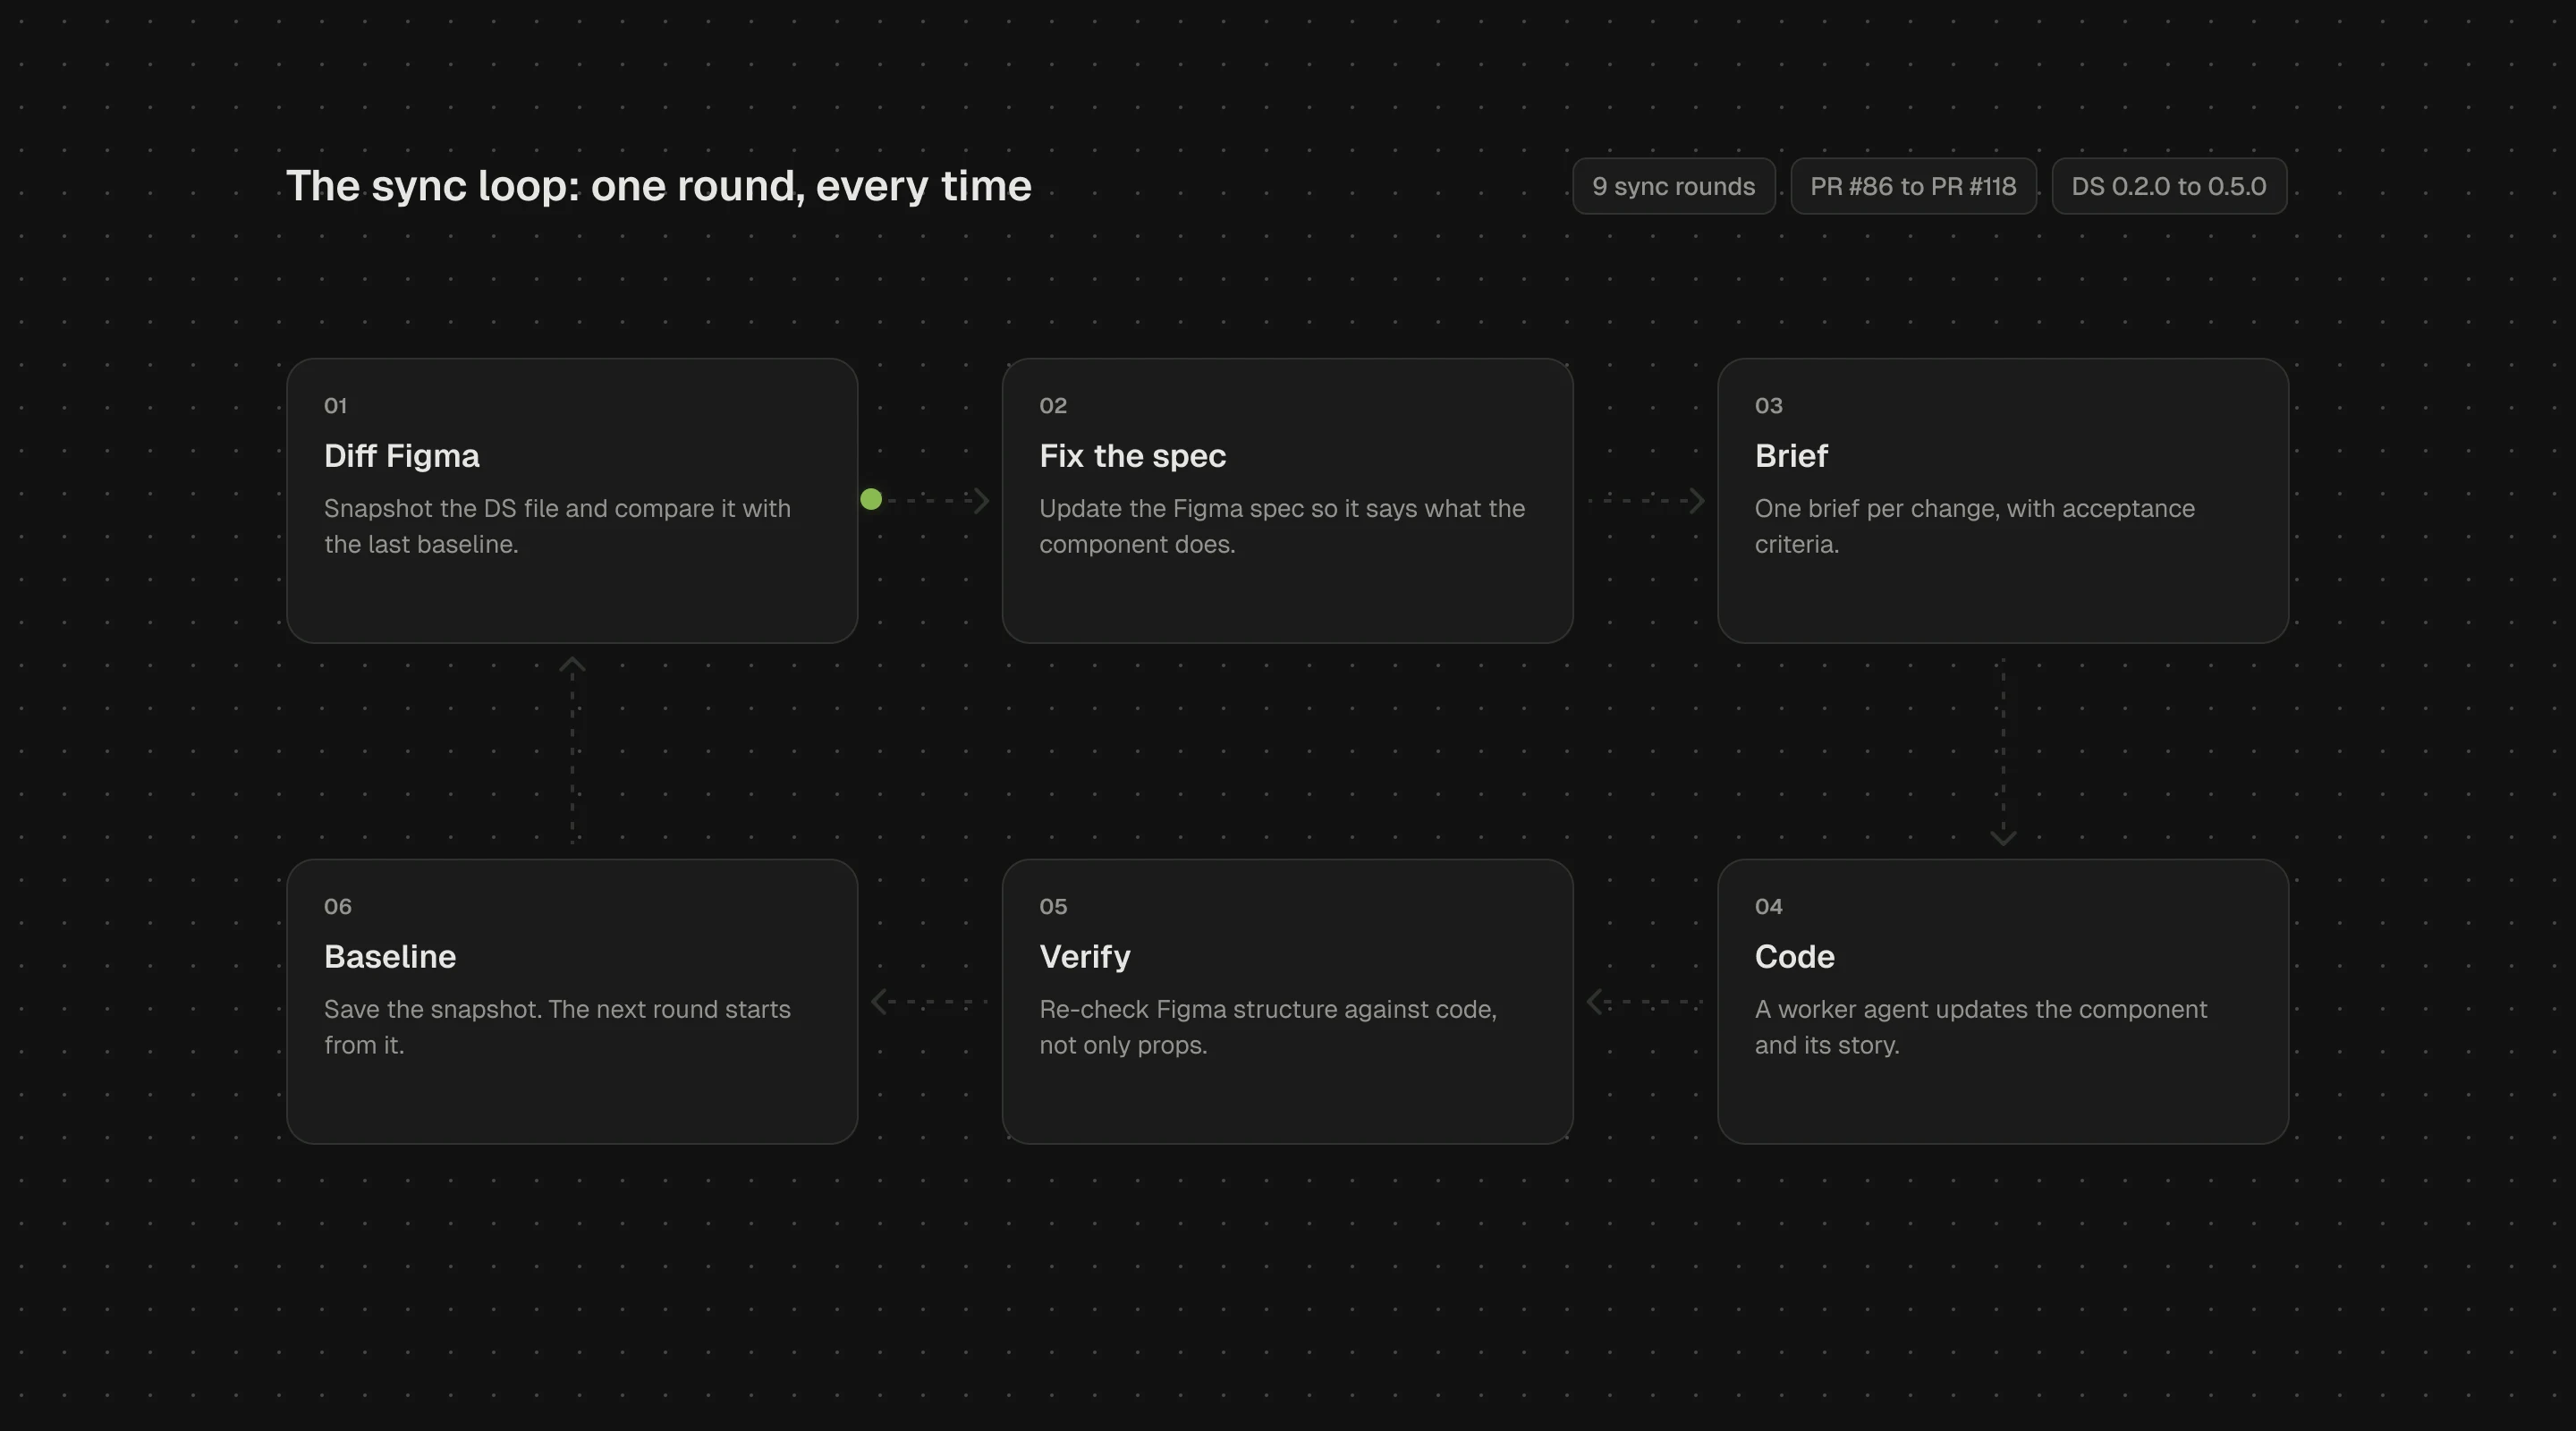 The sync loop: one round, every time
9 sync rounds
PR #86 to PR #118
DS 0.2.0 to 0.5.0
01
Diff Figma
Snapshot the DS file and compare it with
the last baseline.
02
Fix the spec
Update the Figma spec so it says what the
component does.
03
Brief
One brief per change, with acceptance
criteria.
04
Code
A worker agent updates the component
and its story.
05
Verify
Re-check Figma structure against code,
not only props.
06
Baseline
Save the snapshot. The next round starts
from it.